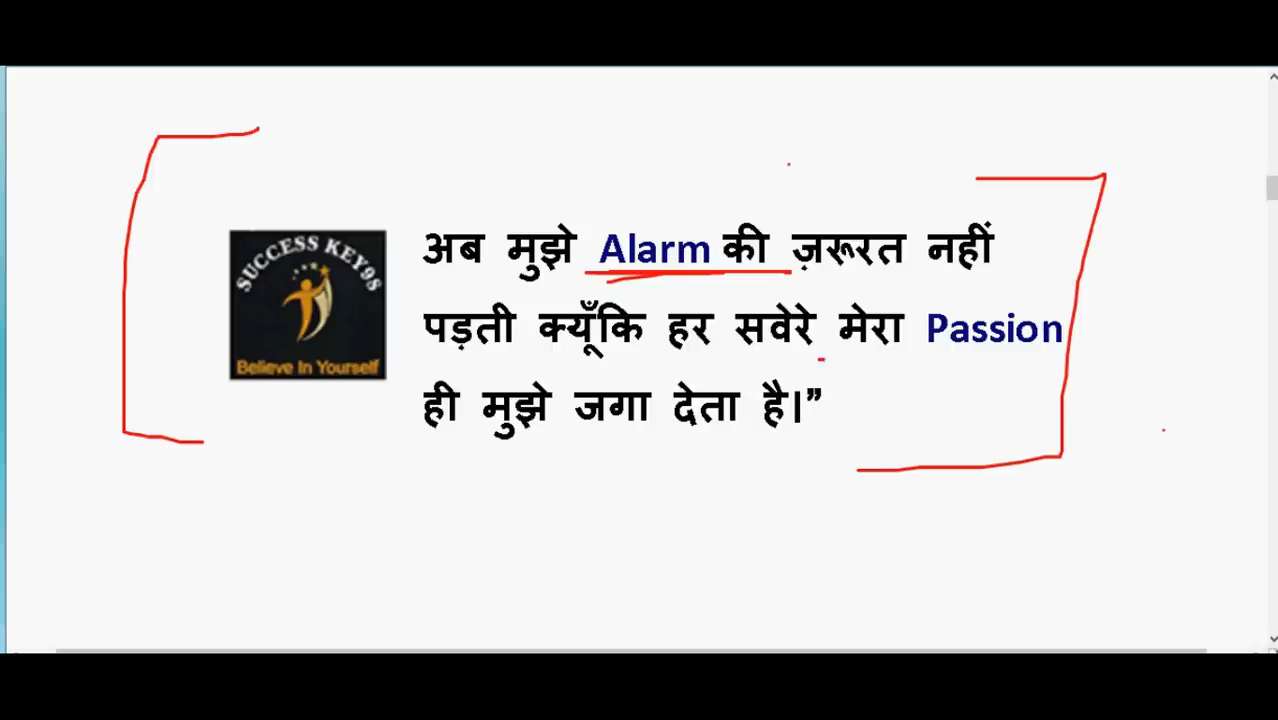 SUCCESS KEY98
Believe In Yourself
अब मुझे Alarm की ज़रूरत नहीं
पड़ती क्यूँकि हर सवेरे मेरा Passion
ही मुझे जगा देता है।”